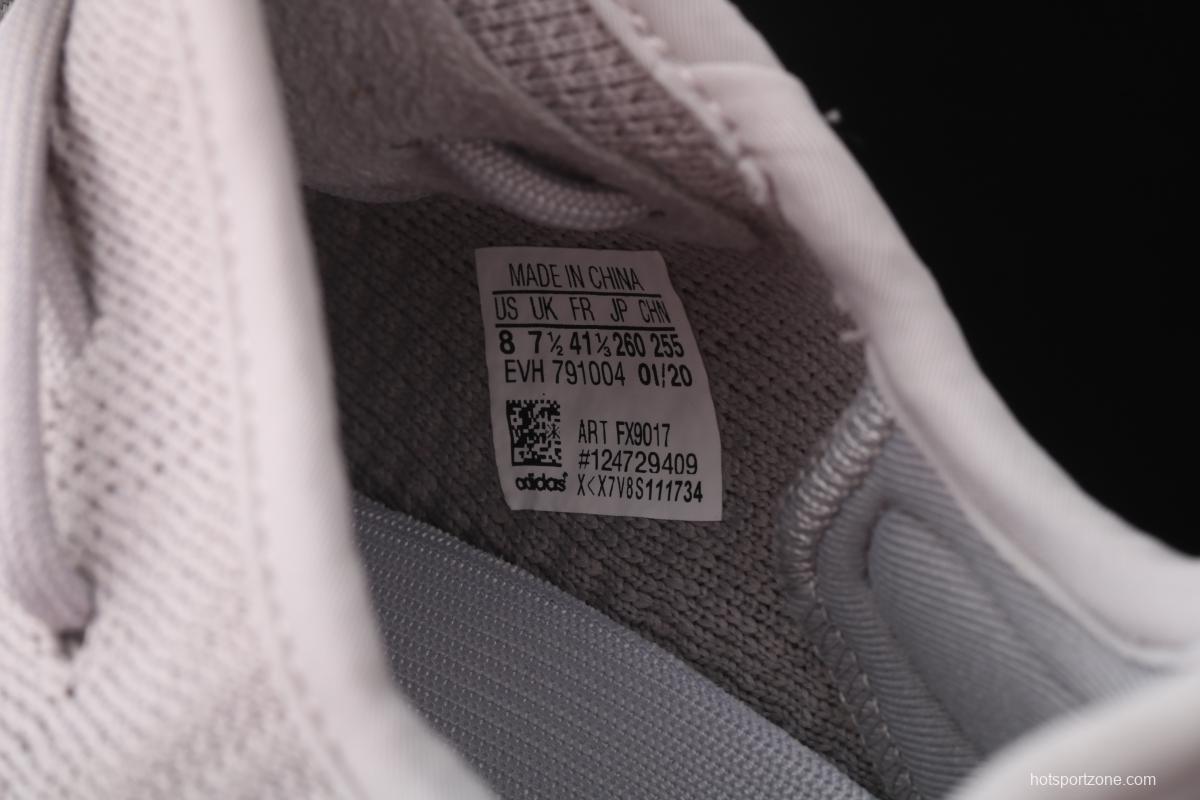 MADE IN CHINA
US UK FR JP CHN
8 7½ 41⅓ 260 255
EVH 791004 01/20
ART FX9017
#124729409
adidas X<X7V8S111734
hotsportzone.com